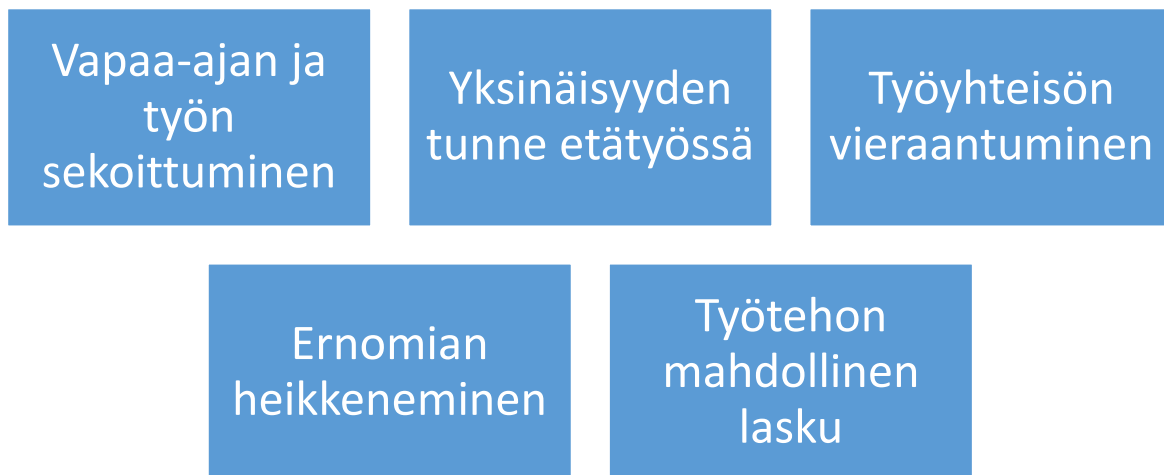 Vapaa-ajan ja
työn
sekoittuminen
Yksinäisyyden
tunne etätyössä
Työyhteisön
vieraantuminen
Ernomian
heikkeneminen
Työtehon
mahdollinen
lasku